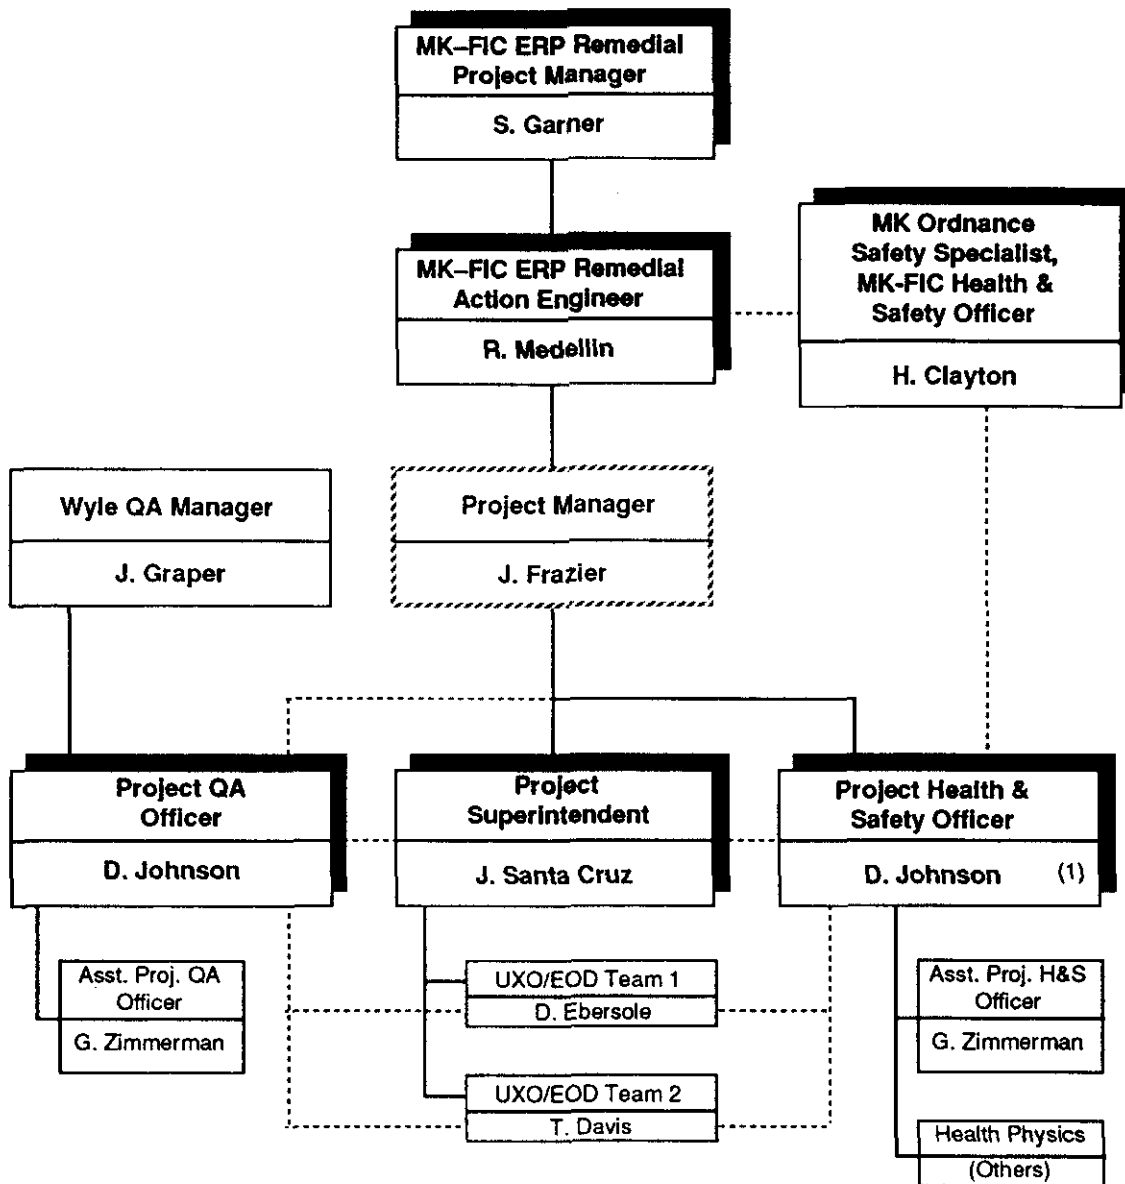 MK–FIC ERP Remedial
Project Manager
S. Garner
MK–FIC ERP Remedial
Action Engineer
R. Medellin
MK Ordnance
Safety Specialist,
MK-FIC Health &
Safety Officer
H. Clayton
Wyle QA Manager
J. Graper
Project Manager
J. Frazier
Project QA
Officer
D. Johnson
Project
Superintendent
J. Santa Cruz
Project Health &
Safety Officer
D. Johnson (1)
Asst. Proj. QA
Officer
G. Zimmerman
UXO/EOD Team 1
D. Ebersole
UXO/EOD Team 2
T. Davis
Asst. Proj. H&S
Officer
G. Zimmerman
Health Physics
(Others)